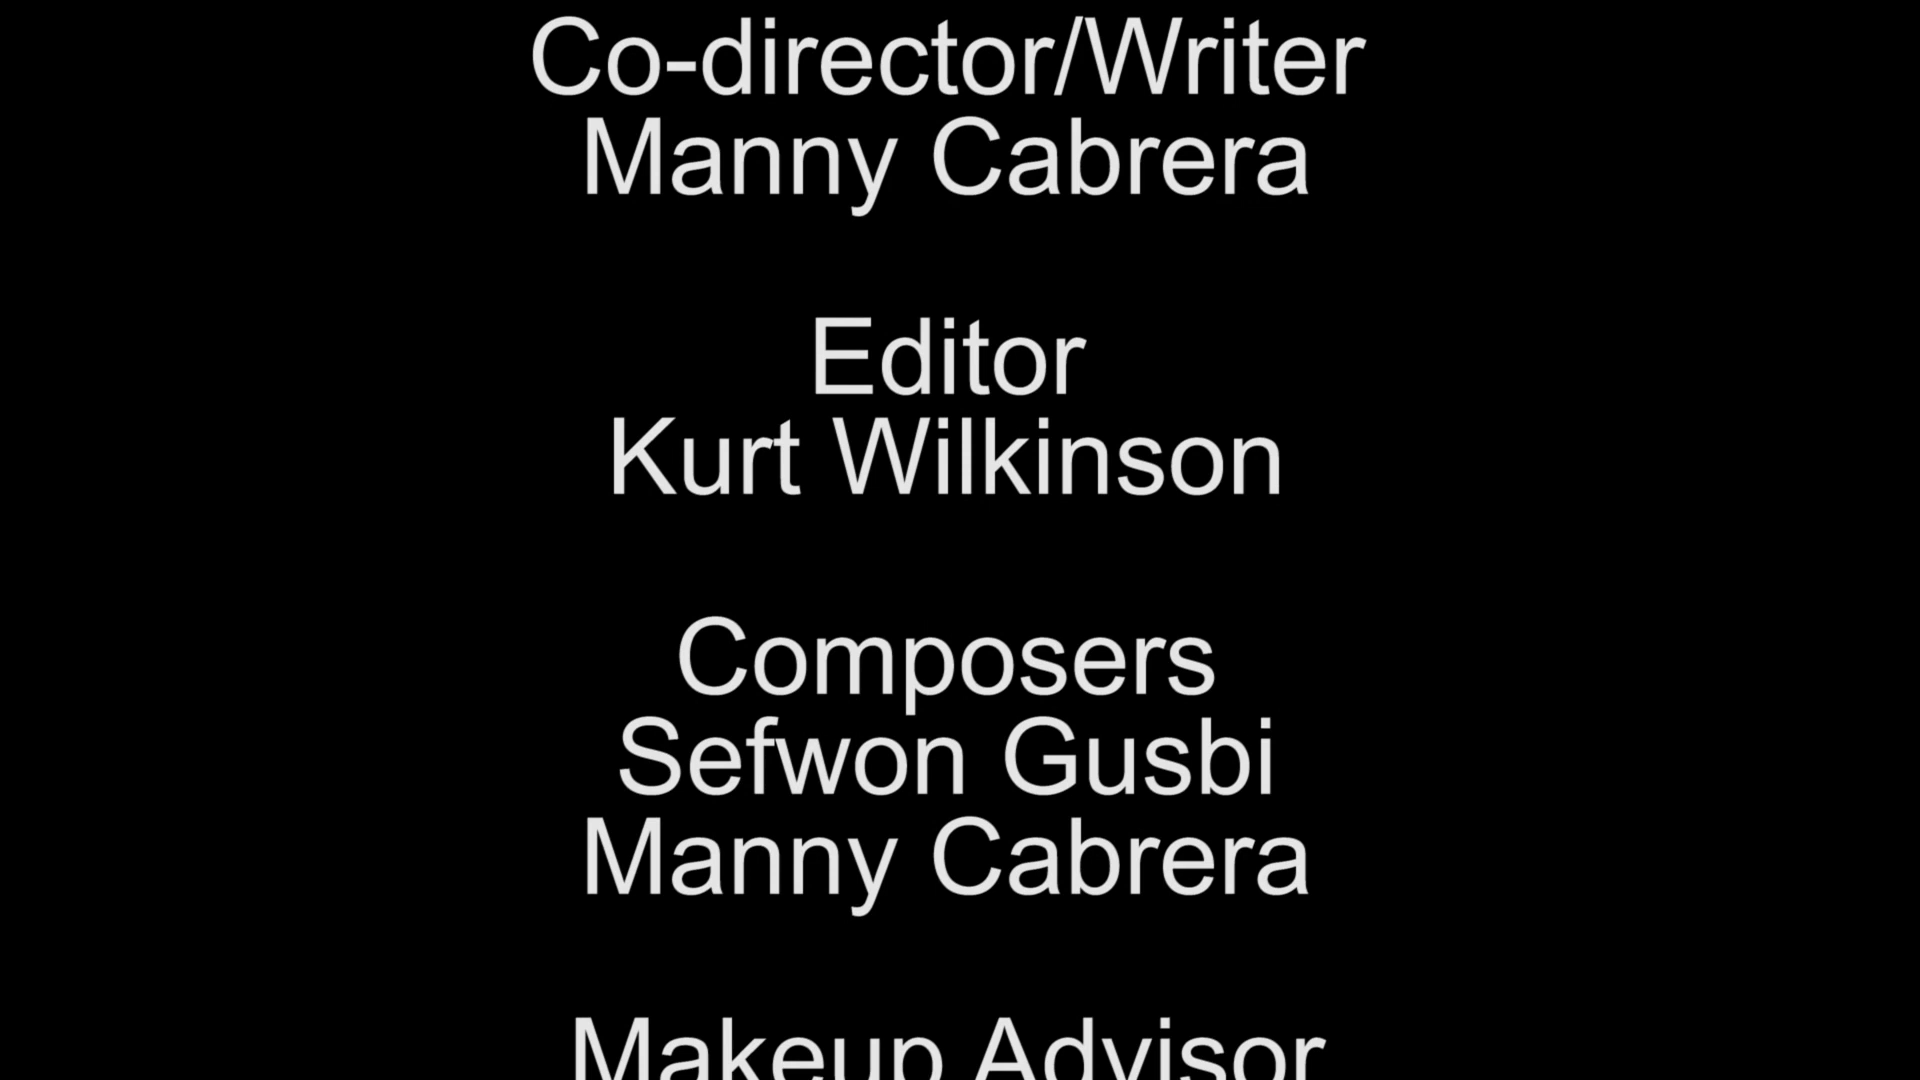 Co-director/Writer
Manny Cabrera
Editor
Kurt Wilkinson
Composers
Sefwon Gusbi
Manny Cabrera
Makeup Advisor